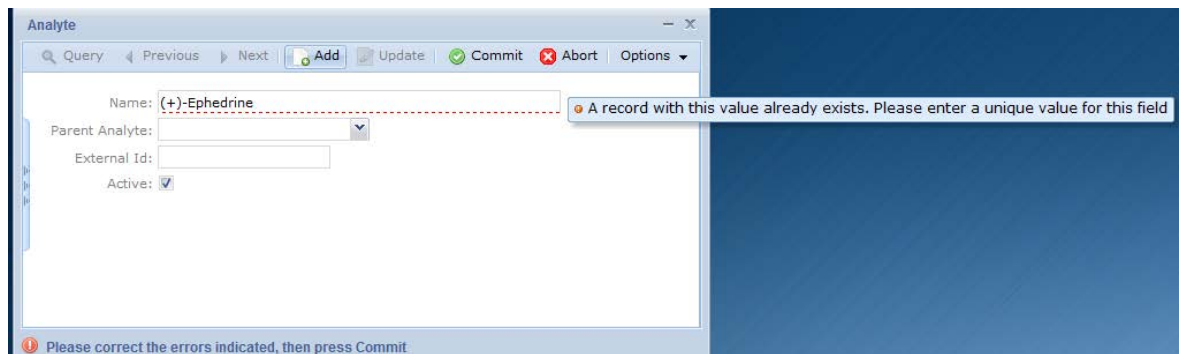 Analyte
Query Previous Next Add Update Commit Abort Options
Name: (+)-Ephedrine
A record with this value already exists. Please enter a unique value for this field
Parent Analyte:
External Id:
Active:
Please correct the errors indicated, then press Commit